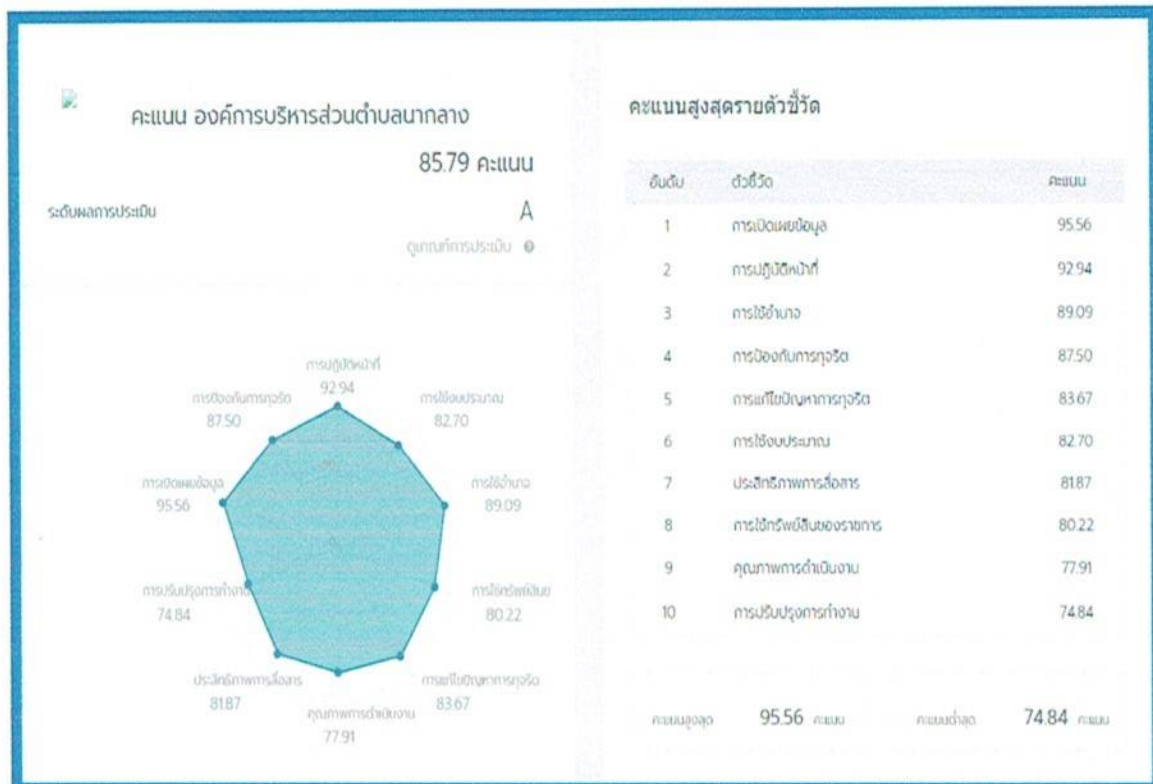 คะแนน องค์การบริหารส่วนตำบลนากลาง
85.79 คะแนน
ระดับผลการประเมิน A
ดูเกณฑ์การประเมิน
การปฏิบัติหน้าที่
92.94
การป้องกันการทุจริต
87.50
การใช้งบประมาณ
82.70
การเปิดเผยข้อมูล
95.56
การใช้อำนาจ
89.09
การปรับปรุงการทำงาน
74.84
การใช้ทรัพย์สินข
80.22
ประสิทธิภาพการสื่อสาร
81.87
การแก้ไขปัญหาการทุจริต
83.67
คุณภาพการดำเนินงาน
77.91
คะแนนสูงสุดรายตัวชี้วัด
อันดับ ตัวชี้วัด คะแนน
1 การเปิดเผยข้อมูล 95.56
2 การปฏิบัติหน้าที่ 92.94
3 การใช้อำนาจ 89.09
4 การป้องกันการทุจริต 87.50
5 การแก้ไขปัญหาการทุจริต 83.67
6 การใช้งบประมาณ 82.70
7 ประสิทธิภาพการสื่อสาร 81.87
8 การใช้ทรัพย์สินของราชการ 80.22
9 คุณภาพการดำเนินงาน 77.91
10 การปรับปรุงการทำงาน 74.84
คะแนนสูงสุด 95.56 คะแนน คะแนนต่ำสุด 74.84 คะแนน